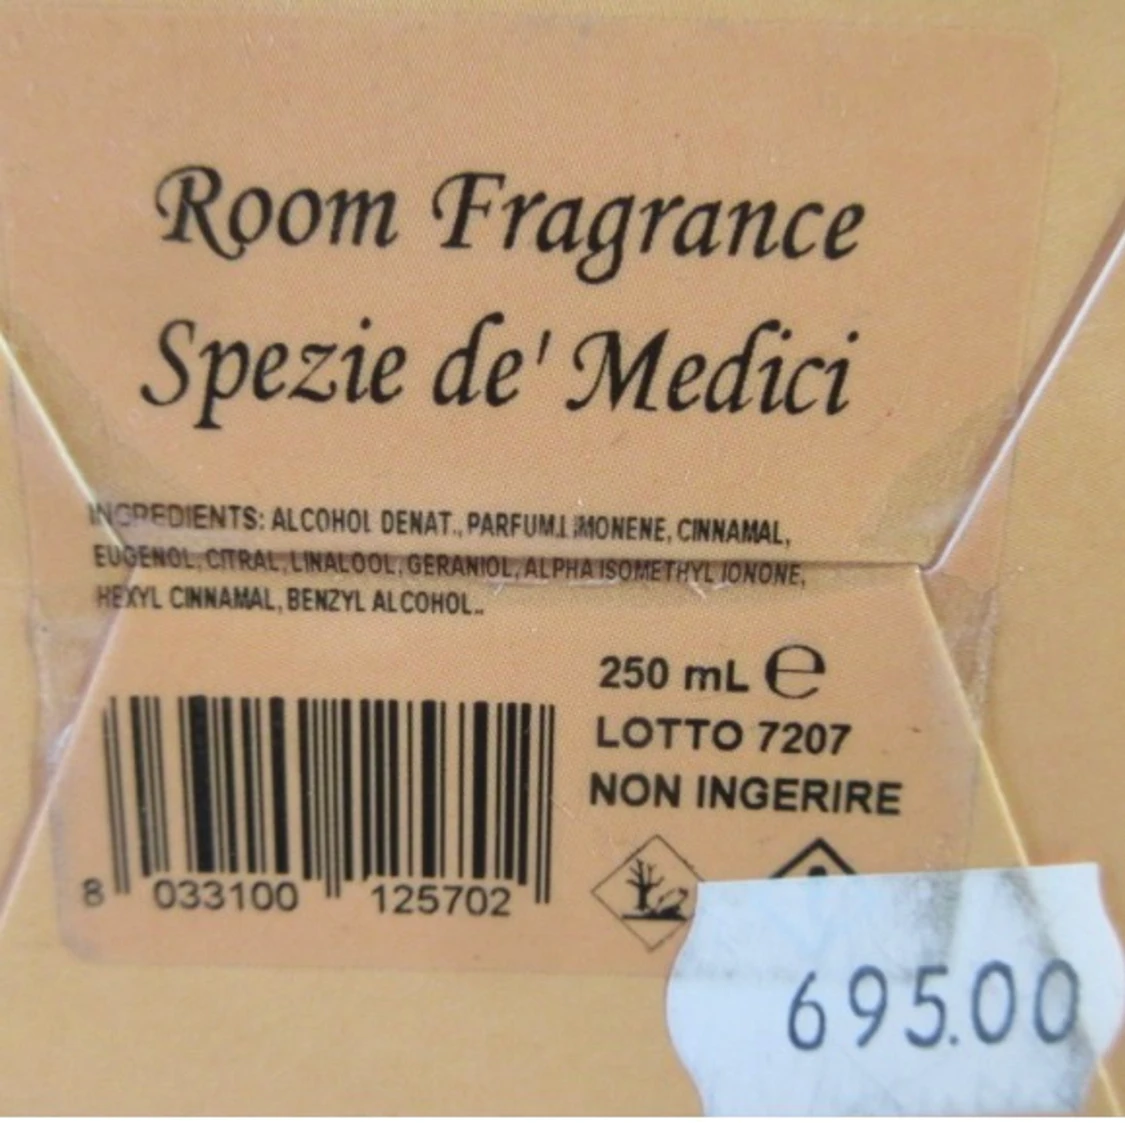 Room Fragrance
Spezie de' Medici
INGREDIENTS: ALCOHOL DENAT., PARFUM,LIMONENE, CINNAMAL,
EUGENOL, CITRAL, LINALOOL, GERANIOL, ALPHA ISOMETHYL IONONE,
HEXYL CINNAMAL, BENZYL ALCOHOL..
250 mL e
LOTTO 7207
NON INGERIRE
8 033100 125702
695.00